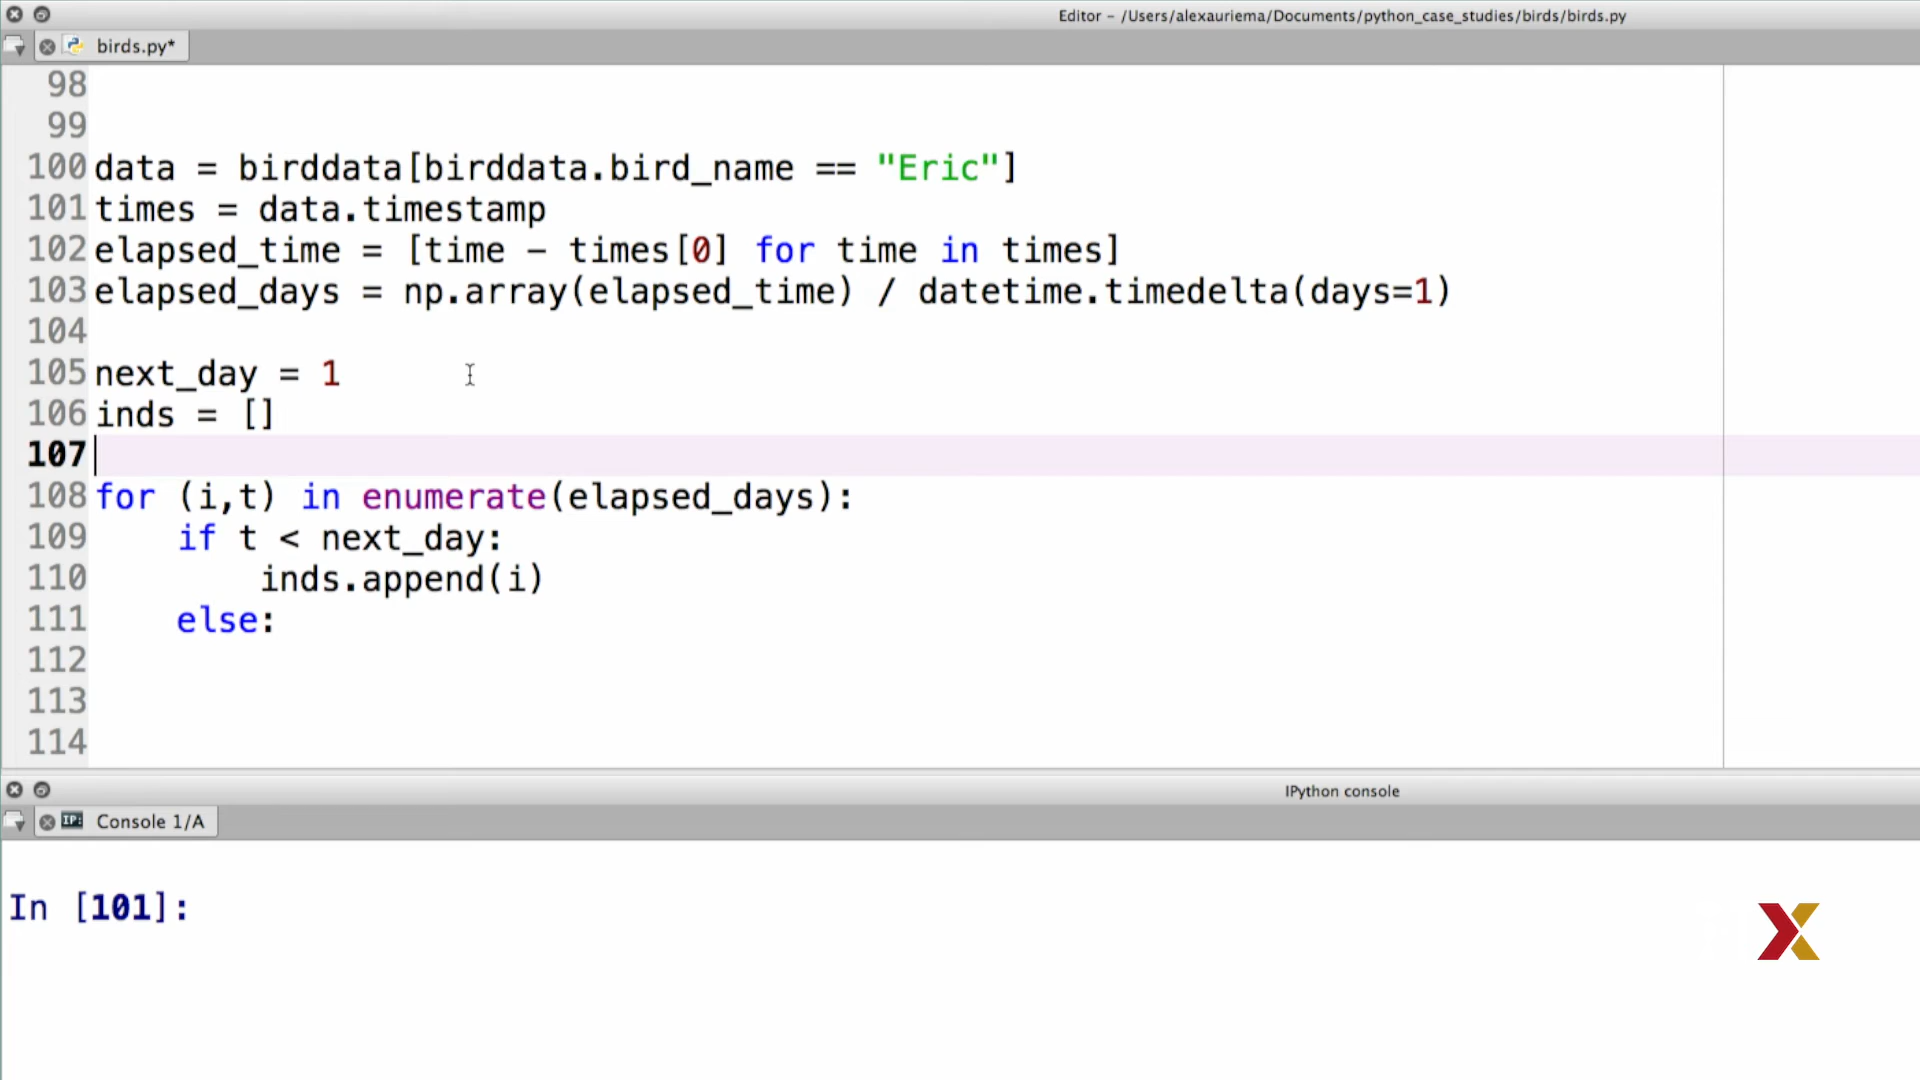 Editor – /Users/alexauriema/Documents/python_case_studies/birds/birds.py
birds.py*
98
99
100 data = birddata[birddata.bird_name == "Eric"]
101 times = data.timestamp
102 elapsed_time = [time - times[0] for time in times]
103 elapsed_days = np.array(elapsed_time) / datetime.timedelta(days=1)
104
105 next_day = 1
106 inds = []
107
108 for (i,t) in enumerate(elapsed_days):
109     if t < next_day:
110         inds.append(i)
111     else:
112
113
114
IPython console
IP: Console 1/A
In [101]:
X